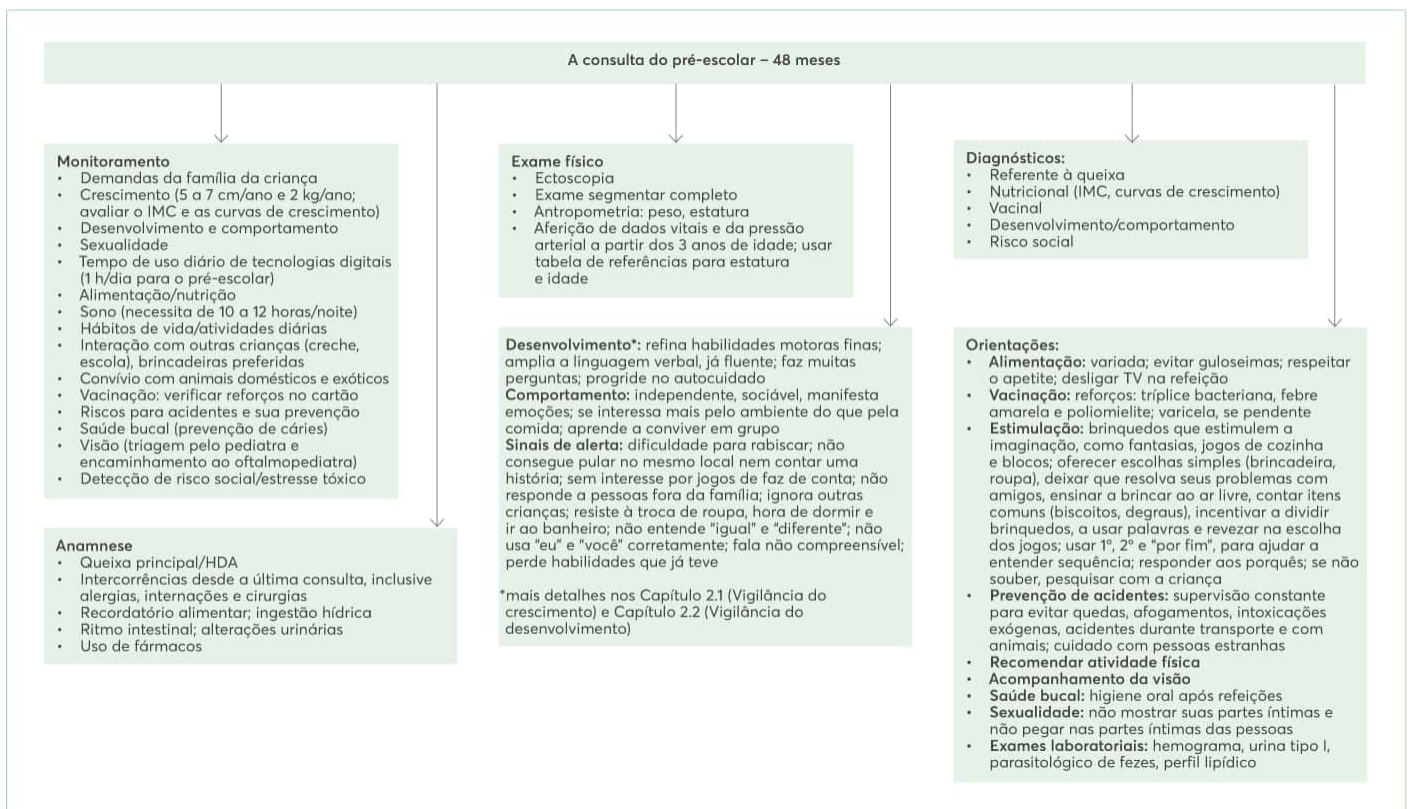 A consulta do pré-escolar – 48 meses
Monitoramento
• Demandas da família da criança
• Crescimento (5 a 7 cm/ano e 2 kg/ano;
avaliar o IMC e as curvas de crescimento)
• Desenvolvimento e comportamento
• Sexualidade
• Tempo de uso diário de tecnologias digitais
(1 h/dia para o pré-escolar)
• Alimentação/nutrição
• Sono (necessita de 10 a 12 horas/noite)
• Hábitos de vida/atividades diárias
• Interação com outras crianças (creche,
escola), brincadeiras preferidas
• Convívio com animais domésticos e exóticos
• Vacinação: verificar reforços no cartão
• Riscos para acidentes e sua prevenção
• Saúde bucal (prevenção de cáries)
• Visão (triagem pelo pediatra e
encaminhamento ao oftalmopediatra)
• Detecção de risco social/estresse tóxico
Anamnese
• Queixa principal/HDA
• Intercorrências desde a última consulta, inclusive
alergias, internações e cirurgias
• Recordatório alimentar; ingestão hídrica
• Ritmo intestinal; alterações urinárias
• Uso de fármacos
Exame físico
• Ectoscopia
• Exame segmentar completo
• Antropometria: peso, estatura
• Aferição de dados vitais e da pressão
arterial a partir dos 3 anos de idade; usar
tabela de referências para estatura
e idade
Desenvolvimento*: refina habilidades motoras finas;
amplia a linguagem verbal, já fluente; faz muitas
perguntas; progride no autocuidado
Comportamento: independente, sociável, manifesta
emoções; se interessa mais pelo ambiente do que pela
comida; aprende a conviver em grupo
Sinais de alerta: dificuldade para rabiscar; não
consegue pular no mesmo local nem contar uma
história; sem interesse por jogos de faz de conta; não
responde a pessoas fora da família; ignora outras
crianças; resiste à troca de roupa, hora de dormir e
ir ao banheiro; não entende "igual" e "diferente"; não
usa "eu" e "você" corretamente; fala não compreensível;
perde habilidades que já teve
*mais detalhes nos Capítulo 2.1 (Vigilância do
crescimento) e Capítulo 2.2 (Vigilância do
desenvolvimento)
Diagnósticos:
• Referente à queixa
• Nutricional (IMC, curvas de crescimento)
• Vacinal
• Desenvolvimento/comportamento
• Risco social
Orientações:
• Alimentação: variada; evitar guloseimas; respeitar
o apetite; desligar TV na refeição
• Vacinação: reforços: tríplice bacteriana, febre
amarela e poliomielite; varicela, se pendente
• Estimulação: brinquedos que estimulem a
imaginação, como fantasias, jogos de cozinha
e blocos; oferecer escolhas simples (brincadeira,
roupa), deixar que resolva seus problemas com
amigos, ensinar a brincar ao ar livre, contar itens
comuns (biscoitos, degraus), incentivar a dividir
brinquedos, a usar palavras e revezar na escolha
dos jogos; usar 1º, 2º e "por fim", para ajudar a
entender sequência; responder aos porquês; se não
souber, pesquisar com a criança
• Prevenção de acidentes: supervisão constante
para evitar quedas, afogamentos, intoxicações
exógenas, acidentes durante transporte e com
animais; cuidado com pessoas estranhas
• Recomendar atividade física
• Acompanhamento da visão
• Saúde bucal: higiene oral após refeições
• Sexualidade: não mostrar suas partes íntimas e
não pegar nas partes íntimas das pessoas
• Exames laboratoriais: hemograma, urina tipo I,
parasitológico de fezes, perfil lipídico